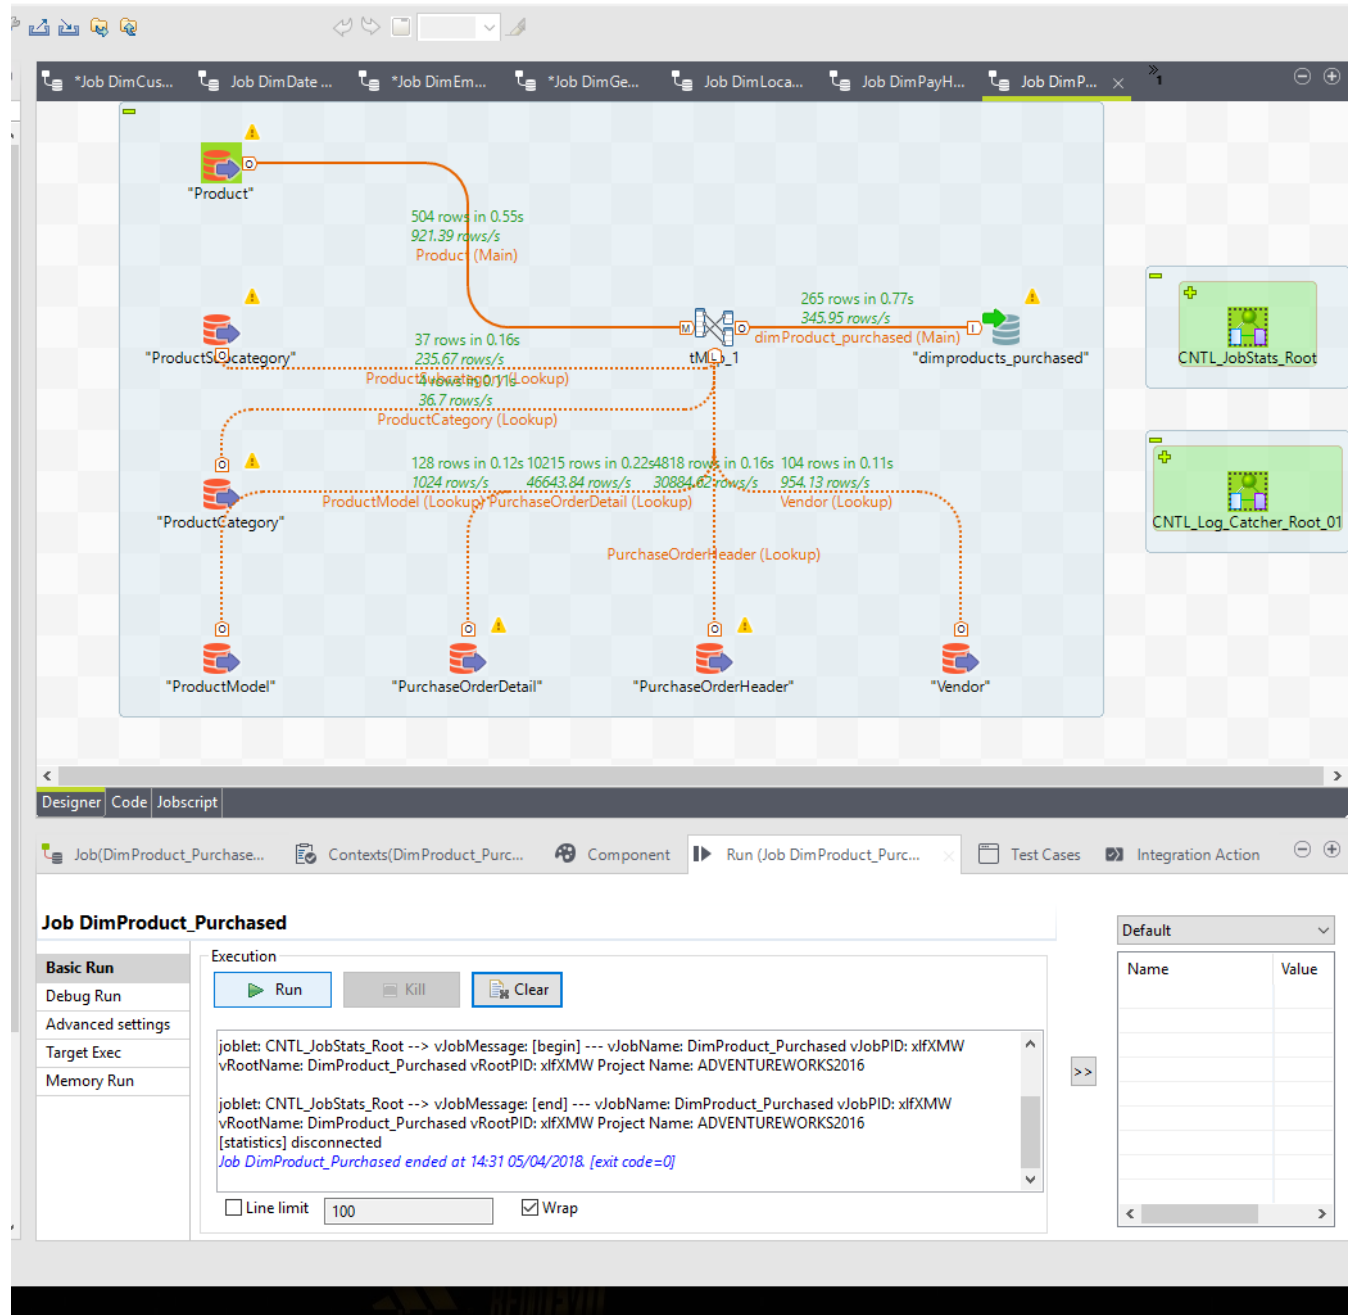 *Job DimCus...
Job DimDate ...
*Job DimEm...
*Job DimGe...
Job DimLoca...
Job DimPayH...
Job DimP...
»1
"Product"
504 rows in 0.55s
921.39 rows/s
Product (Main)
265 rows in 0.77s
345.95 rows/s
dimProduct_purchased (Main)
"ProductSubcategory"
37 rows in 0.16s
235.67 rows/s
ProductSubcategory (Lookup)
tMap_1
"dimproducts_purchased"
CNTL_JobStats_Root
4 rows in 0.11s
36.7 rows/s
ProductCategory (Lookup)
128 rows in 0.12s
1024 rows/s
ProductModel (Lookup)
10215 rows in 0.22s
46643.84 rows/s
PurchaseOrderDetail (Lookup)
4818 rows in 0.16s
30884.62 rows/s
104 rows in 0.11s
954.13 rows/s
Vendor (Lookup)
"ProductCategory"
CNTL_Log_Catcher_Root_01
PurchaseOrderHeader (Lookup)
"ProductModel"
"PurchaseOrderDetail"
"PurchaseOrderHeader"
"Vendor"
Designer
Code
Jobscript
Job(DimProduct_Purchase...
Contexts(DimProduct_Purc...
Component
Run (Job DimProduct_Purc...
Test Cases
Integration Action
Job DimProduct_Purchased
Default
Basic Run
Debug Run
Advanced settings
Target Exec
Memory Run
Execution
Run
Kill
Clear
Name
Value
joblet: CNTL_JobStats_Root --> vJobMessage: [begin] --- vJobName: DimProduct_Purchased vJobPID: xlfXMW
vRootName: DimProduct_Purchased vRootPID: xlfXMW Project Name: ADVENTUREWORKS2016
joblet: CNTL_JobStats_Root --> vJobMessage: [end] --- vJobName: DimProduct_Purchased vJobPID: xlfXMW
vRootName: DimProduct_Purchased vRootPID: xlfXMW Project Name: ADVENTUREWORKS2016
[statistics] disconnected
Job DimProduct_Purchased ended at 14:31 05/04/2018. [exit code=0]
>>
Line limit
100
Wrap